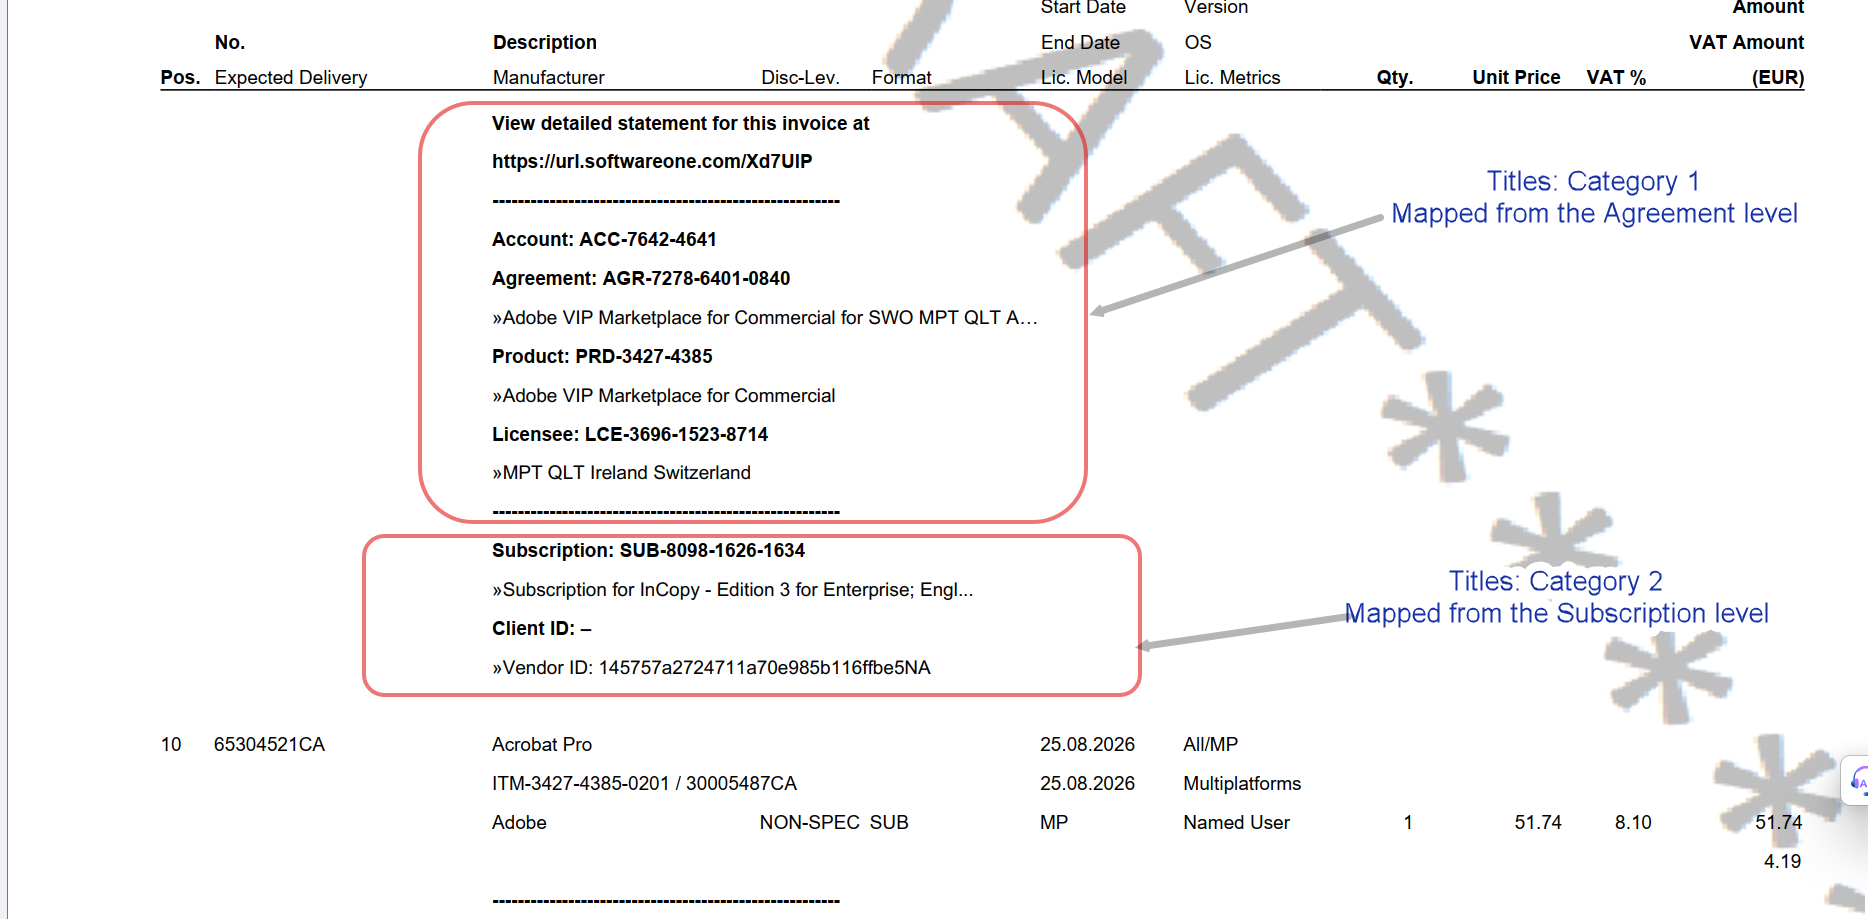 Start Date Version Amount
No. Description End Date OS VAT Amount
Pos. Expected Delivery Manufacturer Disc-Lev. Format Lic. Model Lic. Metrics Qty. Unit Price VAT % (EUR)
View detailed statement for this invoice at
https://url.softwareone.com/Xd7UIP
------------------------------------------------------
Account: ACC-7642-4641
Agreement: AGR-7278-6401-0840
»Adobe VIP Marketplace for Commercial for SWO MPT QLT A…
Product: PRD-3427-4385
»Adobe VIP Marketplace for Commercial
Licensee: LCE-3696-1523-8714
»MPT QLT Ireland Switzerland
------------------------------------------------------
Titles: Category 1
Mapped from the Agreement level
Subscription: SUB-8098-1626-1634
»Subscription for InCopy - Edition 3 for Enterprise; Engl...
Client ID: –
»Vendor ID: 145757a2724711a70e985b116ffbe5NA
Titles: Category 2
Mapped from the Subscription level
10 65304521CA Acrobat Pro 25.08.2026 All/MP
ITM-3427-4385-0201 / 30005487CA 25.08.2026 Multiplatforms
Adobe NON-SPEC SUB MP Named User 1 51.74 8.10 51.74
4.19
------------------------------------------------------
AFT***